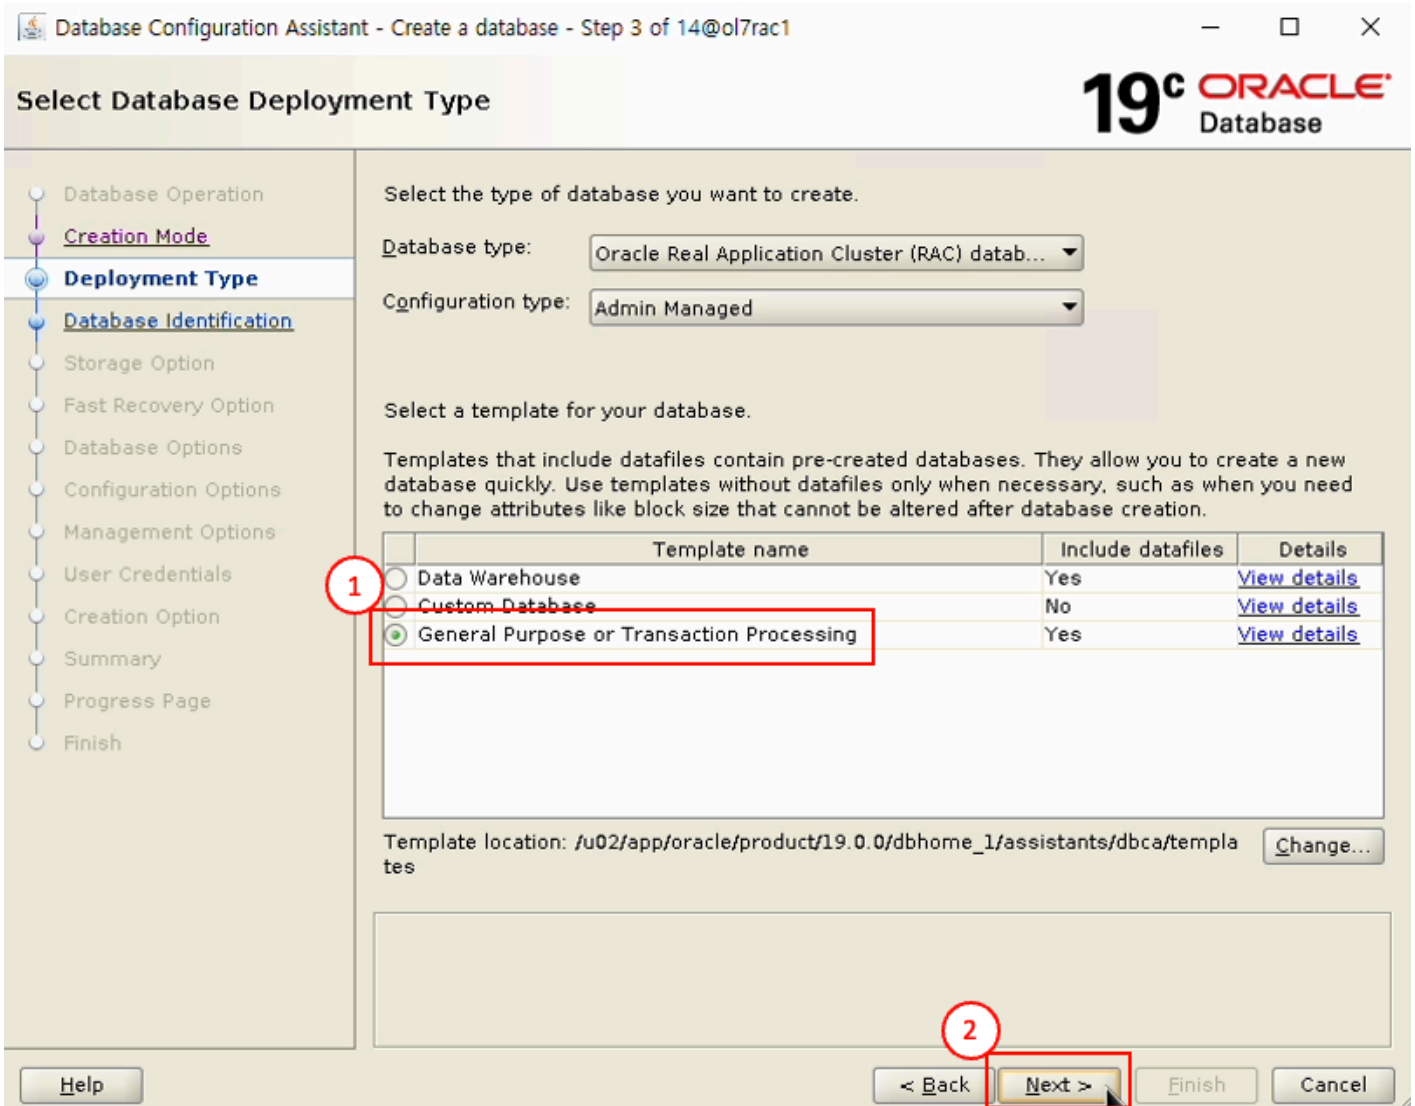 Database Configuration Assistant - Create a database - Step 3 of 14@ol7rac1
Select Database Deployment Type
19c ORACLE
Database
Database Operation
Creation Mode
Deployment Type
Database Identification
Storage Option
Fast Recovery Option
Database Options
Configuration Options
Management Options
User Credentials
Creation Option
Summary
Progress Page
Finish
Select the type of database you want to create.
Database type: Oracle Real Application Cluster (RAC) datab...
Configuration type: Admin Managed
Select a template for your database.
Templates that include datafiles contain pre-created databases. They allow you to create a new
database quickly. Use templates without datafiles only when necessary, such as when you need
to change attributes like block size that cannot be altered after database creation.
Template name Include datafiles Details
1
Data Warehouse Yes View details
Custom Database No View details
General Purpose or Transaction Processing Yes View details
Template location: /u02/app/oracle/product/19.0.0/dbhome_1/assistants/dbca/templa
tes
Change...
2
Help < Back Next > Finish Cancel